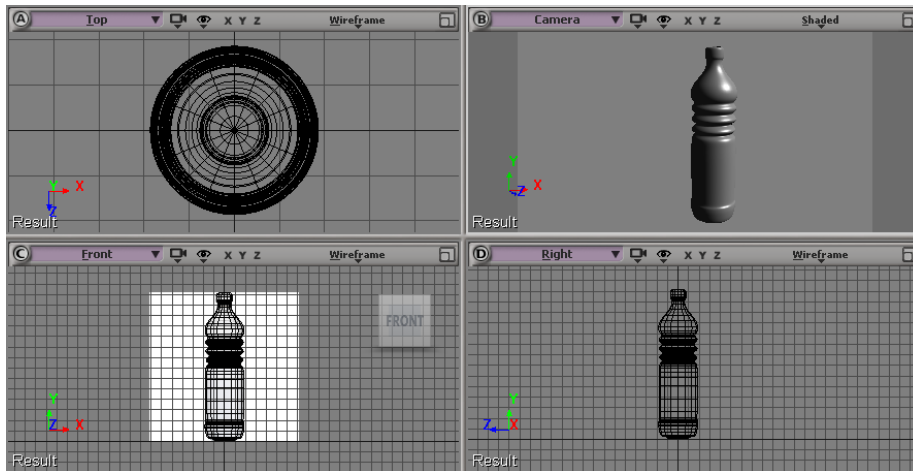 A Top X Y Z Wireframe
Y X
Z
Result
B Camera X Y Z Shaded
Y
Z X
Result
C Front X Y Z Wireframe
FRONT
Y
Z X
Result
D Right X Y Z Wireframe
Y
Z X
Result